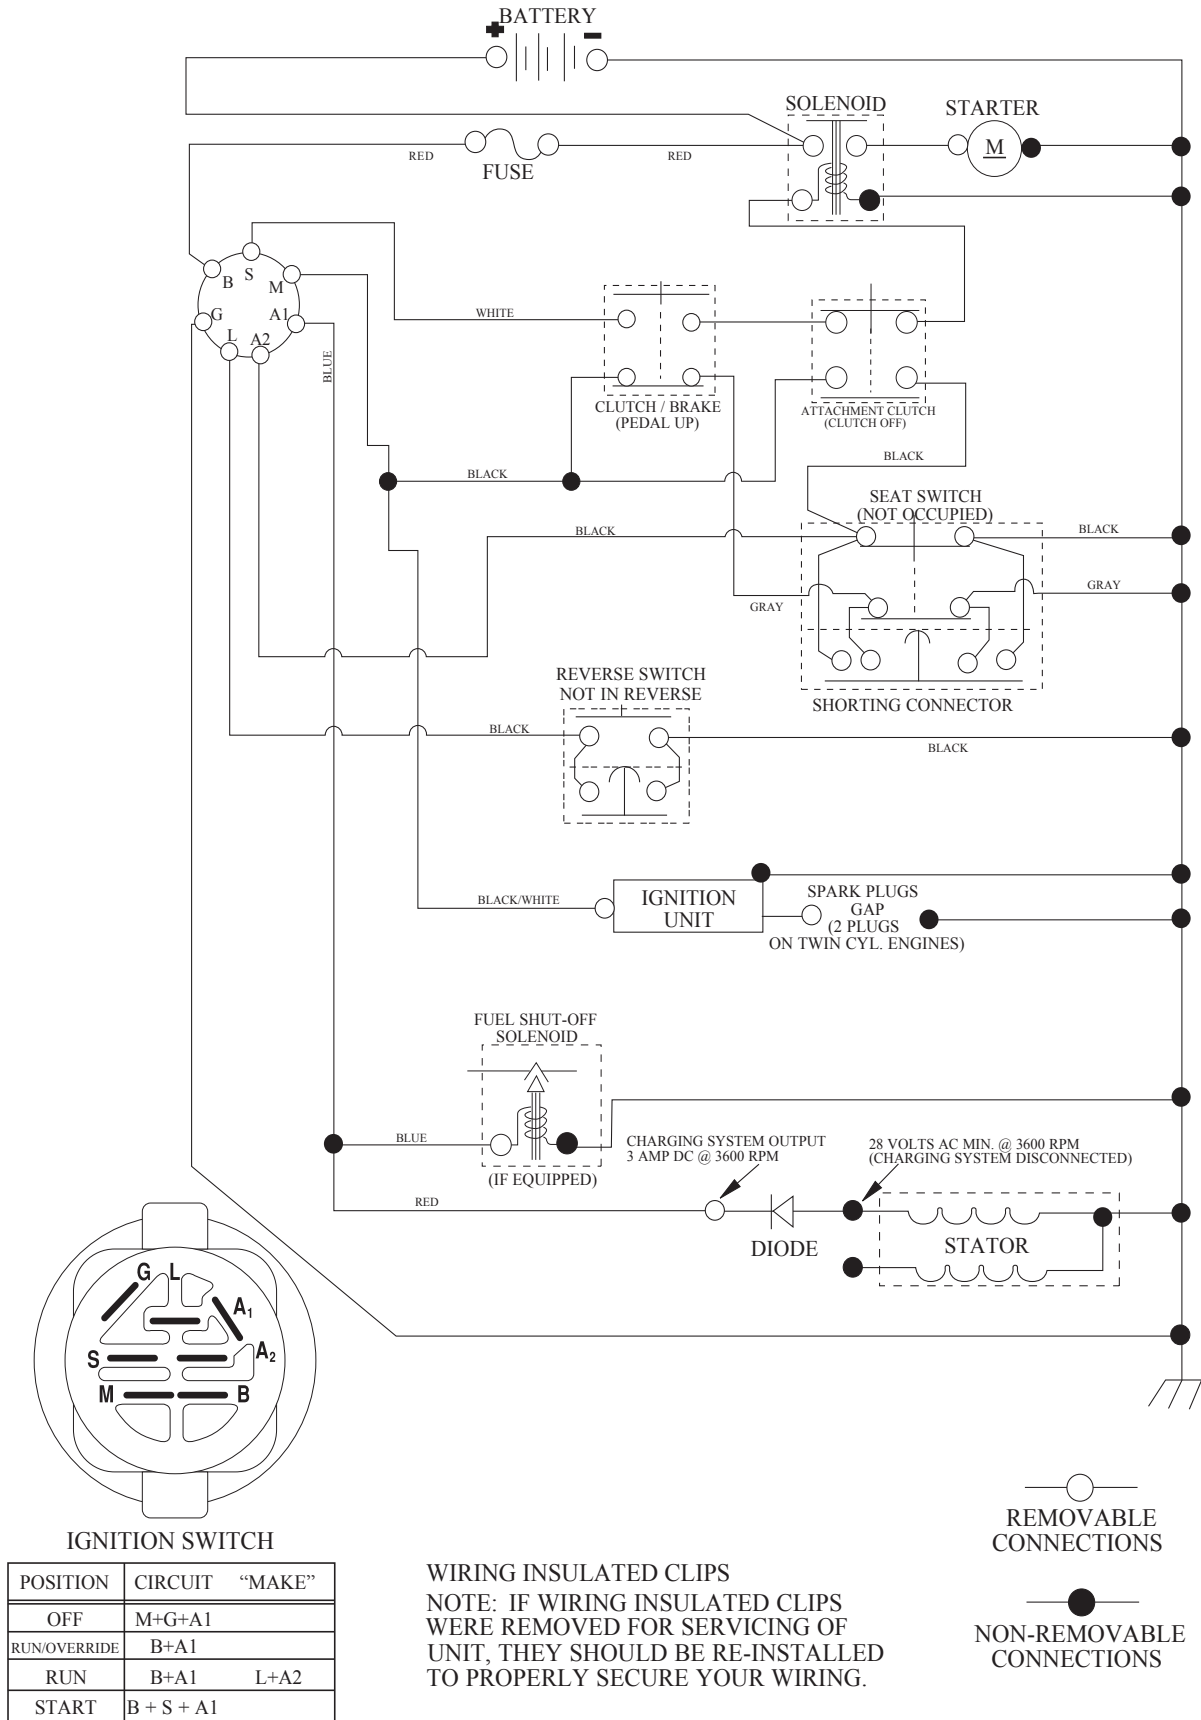 BATTERY
SOLENOID
STARTER
M
RED
FUSE
RED
B
S
M
G
A1
L
A2
BLUE
WHITE
CLUTCH / BRAKE
(PEDAL UP)
ATTACHMENT CLUTCH
(CLUTCH OFF)
BLACK
BLACK
SEAT SWITCH
(NOT OCCUPIED)
BLACK
BLACK
GRAY
GRAY
SHORTING CONNECTOR
REVERSE SWITCH
NOT IN REVERSE
BLACK
BLACK
BLACK/WHITE
IGNITION
UNIT
SPARK PLUGS
GAP
(2 PLUGS
ON TWIN CYL. ENGINES)
FUEL SHUT-OFF
SOLENOID
BLUE
(IF EQUIPPED)
CHARGING SYSTEM OUTPUT
3 AMP DC @ 3600 RPM
28 VOLTS AC MIN. @ 3600 RPM
(CHARGING SYSTEM DISCONNECTED)
RED
DIODE
STATOR
G
L
A1
S
A2
M
B
IGNITION SWITCH
POSITION CIRCUIT “MAKE”
OFF M+G+A1
RUN/OVERRIDE B+A1
RUN B+A1 L+A2
START B + S + A1
WIRING INSULATED CLIPS
NOTE: IF WIRING INSULATED CLIPS
WERE REMOVED FOR SERVICING OF
UNIT, THEY SHOULD BE RE-INSTALLED
TO PROPERLY SECURE YOUR WIRING.
REMOVABLE
CONNECTIONS
NON-REMOVABLE
CONNECTIONS